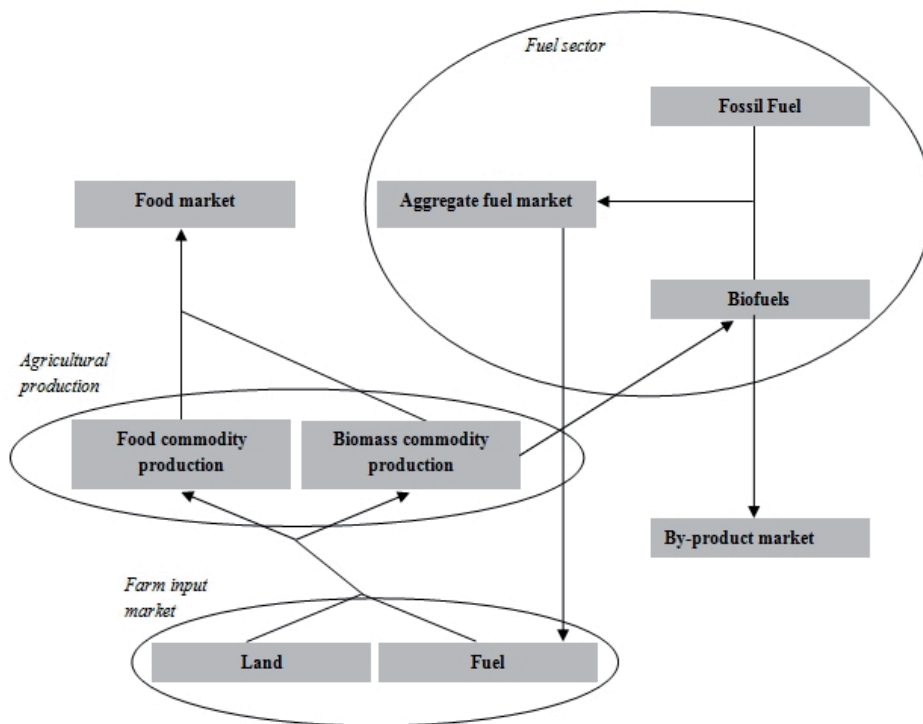 Fuel sector
Fossil Fuel
Food market
Aggregate fuel market
Biofuels
Agricultural
production
Food commodity
production
Biomass commodity
production
By-product market
Farm input
market
Land
Fuel